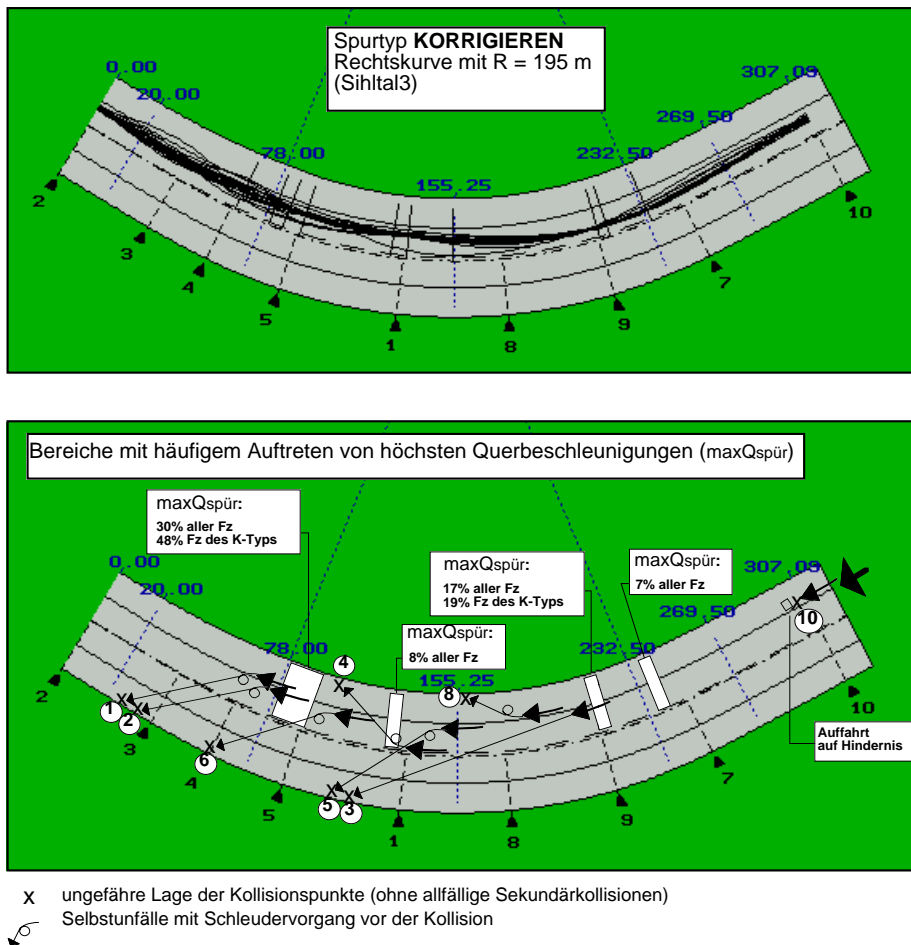 Spurtyp KORRIGIEREN
Rechtskurve mit R = 195 m
(Sihltal3)
0.00
20.00
78.00
155.25
232.50
269.50
307.09
2
3
4
5
1
8
9
7
10
Bereiche mit häufigem Auftreten von höchsten Querbeschleunigungen (maxQspür)
maxQspür:
30% aller Fz
48% Fz des K-Typs
maxQspür:
8% aller Fz
maxQspür:
17% aller Fz
19% Fz des K-Typs
maxQspür:
7% aller Fz
0.00
20.00
78.00
155.25
232.50
269.50
307.09
4
8
10
1
2
6
5
3
Auffahrt
auf Hindernis
2
3
5
1
8
9
7
10
x ungefähre Lage der Kollisionspunkte (ohne allfällige Sekundärkollisionen)
Selbstunfälle mit Schleudervorgang vor der Kollision